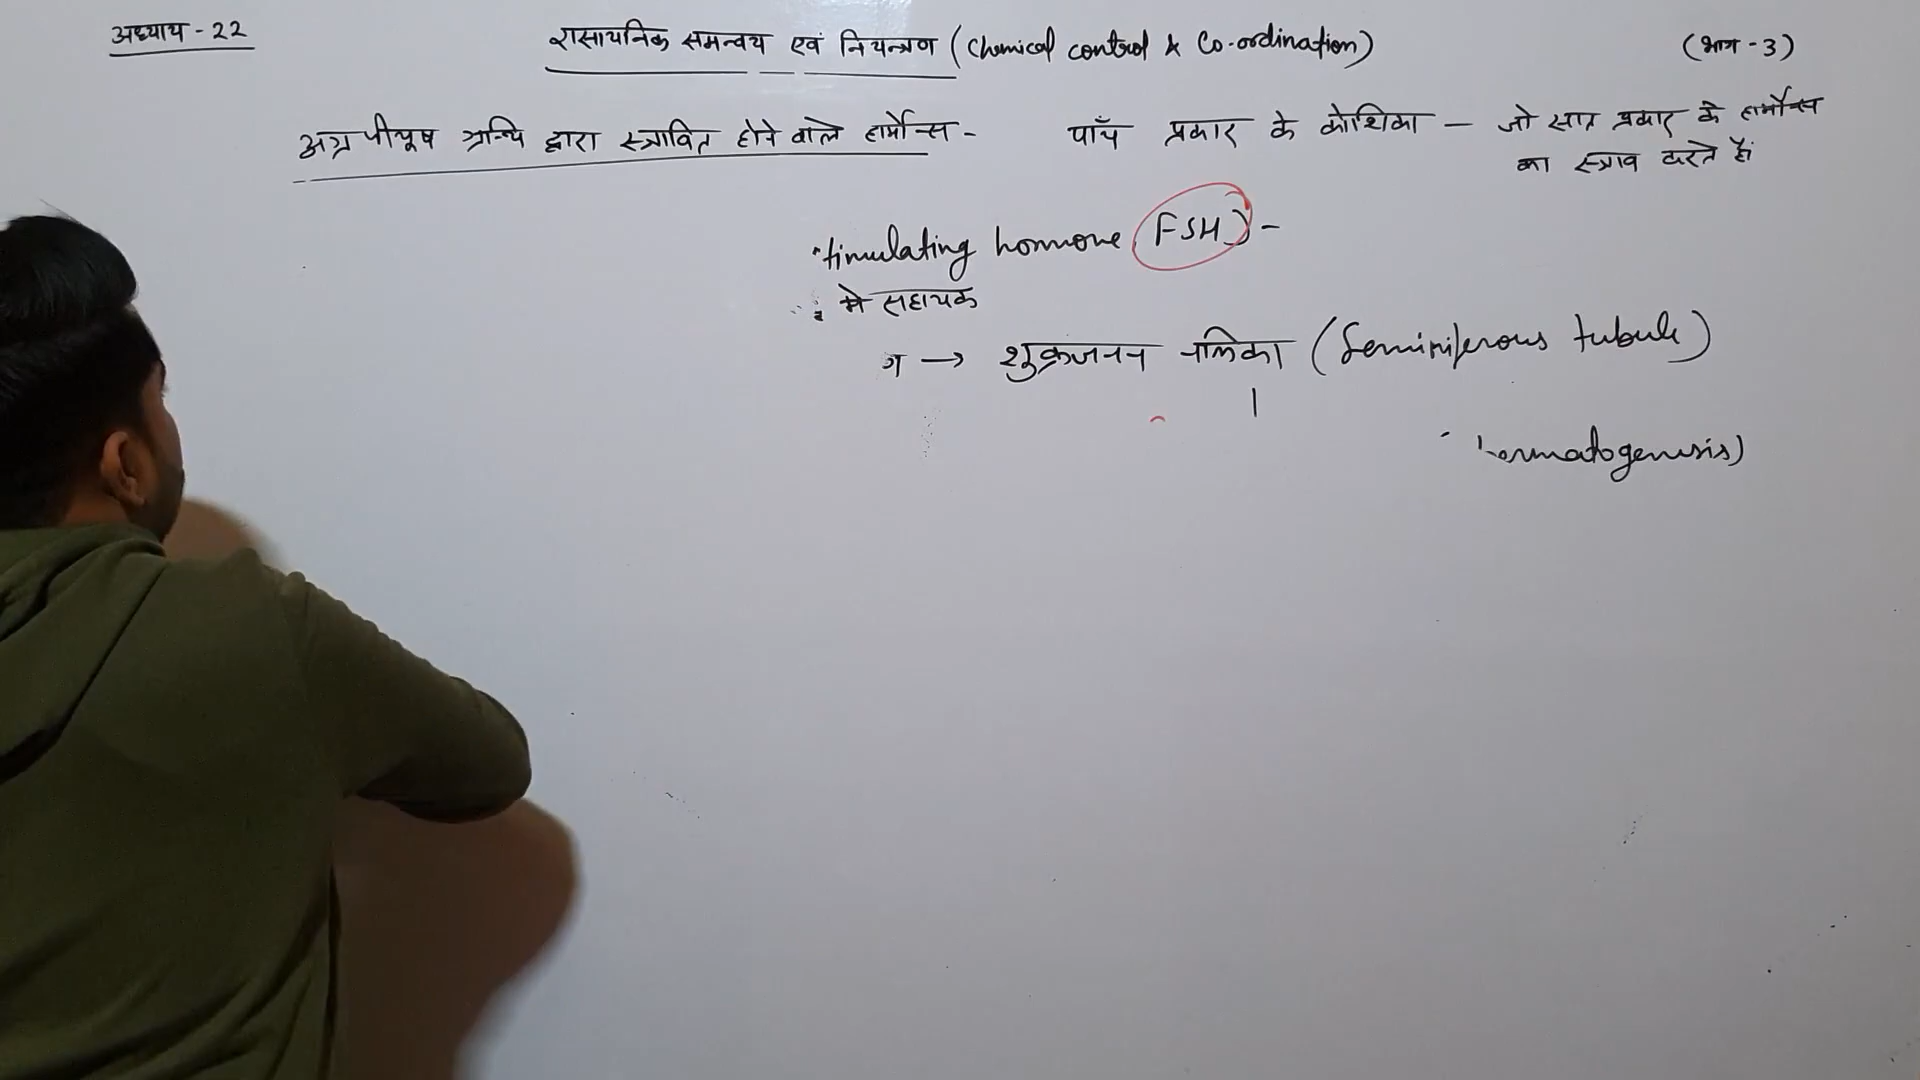 अध्याय - 22
रासायनिक समन्वय एवं नियन्त्रण (Chemical control & Co-ordination)
(भाग - 3)
अग्र पीयूष ग्रन्थि द्वारा स्त्रावित होने वाले हार्मोन्स - पाँच प्रकार के कोशिका — जो सात प्रकार के हार्मोन्स
का स्त्राव करते हैं
timulating hormone (FSH) -
मे सहायक
ग → शुक्रजनन नलिका (Seminiferous tubule)
ermatogenesis)